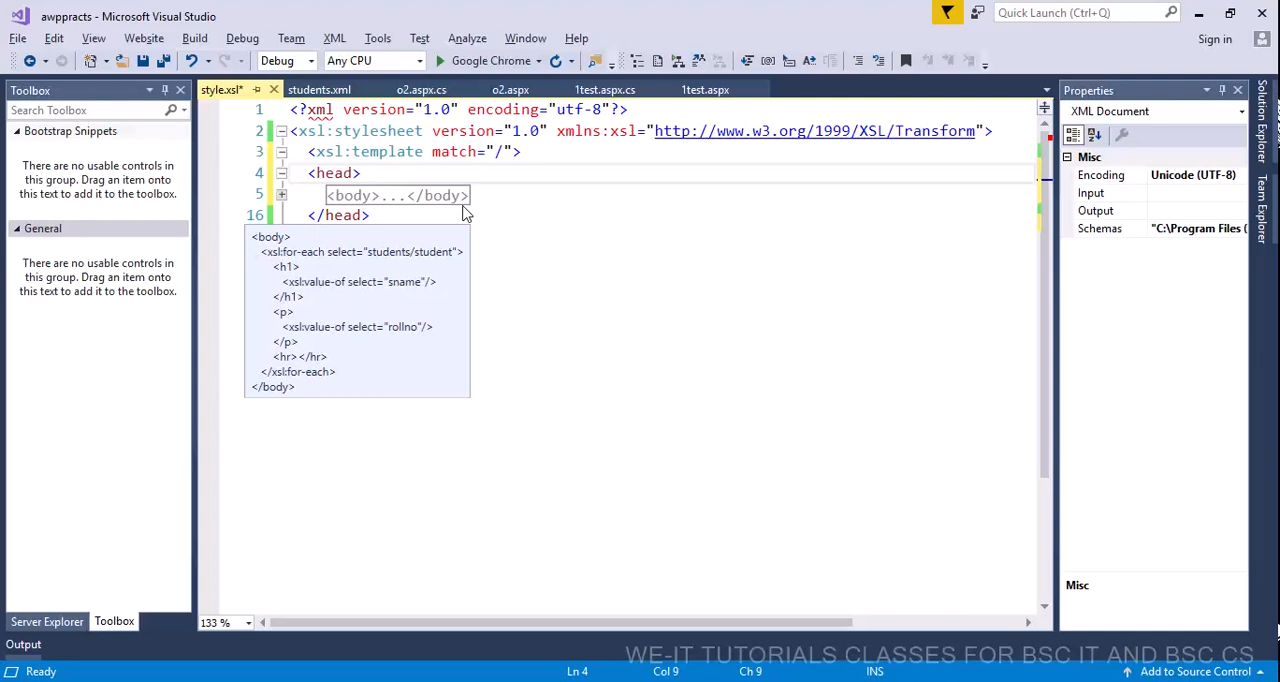 awppracts - Microsoft Visual Studio
Quick Launch (Ctrl+Q)
File Edit View Website Build Debug Team XML Tools Test Analyze Window Help
Sign in
Debug Any CPU Google Chrome
Toolbox
Search Toolbox
Bootstrap Snippets
There are no usable controls in
this group. Drag an item onto
this text to add it to the toolbox.
General
There are no usable controls in
this group. Drag an item onto
this text to add it to the toolbox.
Server Explorer Toolbox
style.xsl* students.xml o2.aspx.cs o2.aspx 1test.aspx.cs 1test.aspx
1 <?xml version="1.0" encoding="utf-8"?>
2 <xsl:stylesheet version="1.0" xmlns:xsl="http://www.w3.org/1999/XSL/Transform">
3 <xsl:template match="/">
4 <head>
5 <body>...</body>
16 </head>
<body>
<xsl:for-each select="students/student">
<h1>
<xsl:value-of select="sname"/>
</h1>
<p>
<xsl:value-of select="rollno"/>
</p>
<hr></hr>
</xsl:for-each>
</body>
133 %
Properties
XML Document
Misc
Encoding Unicode (UTF-8)
Input
Output
Schemas "C:\Program Files (
Misc
Solution Explorer
Team Explorer
Output
WE-IT TUTORIALS CLASSES FOR BSC IT AND BSC CS
Ready Ln 4 Col 9 Ch 9 INS Add to Source Control